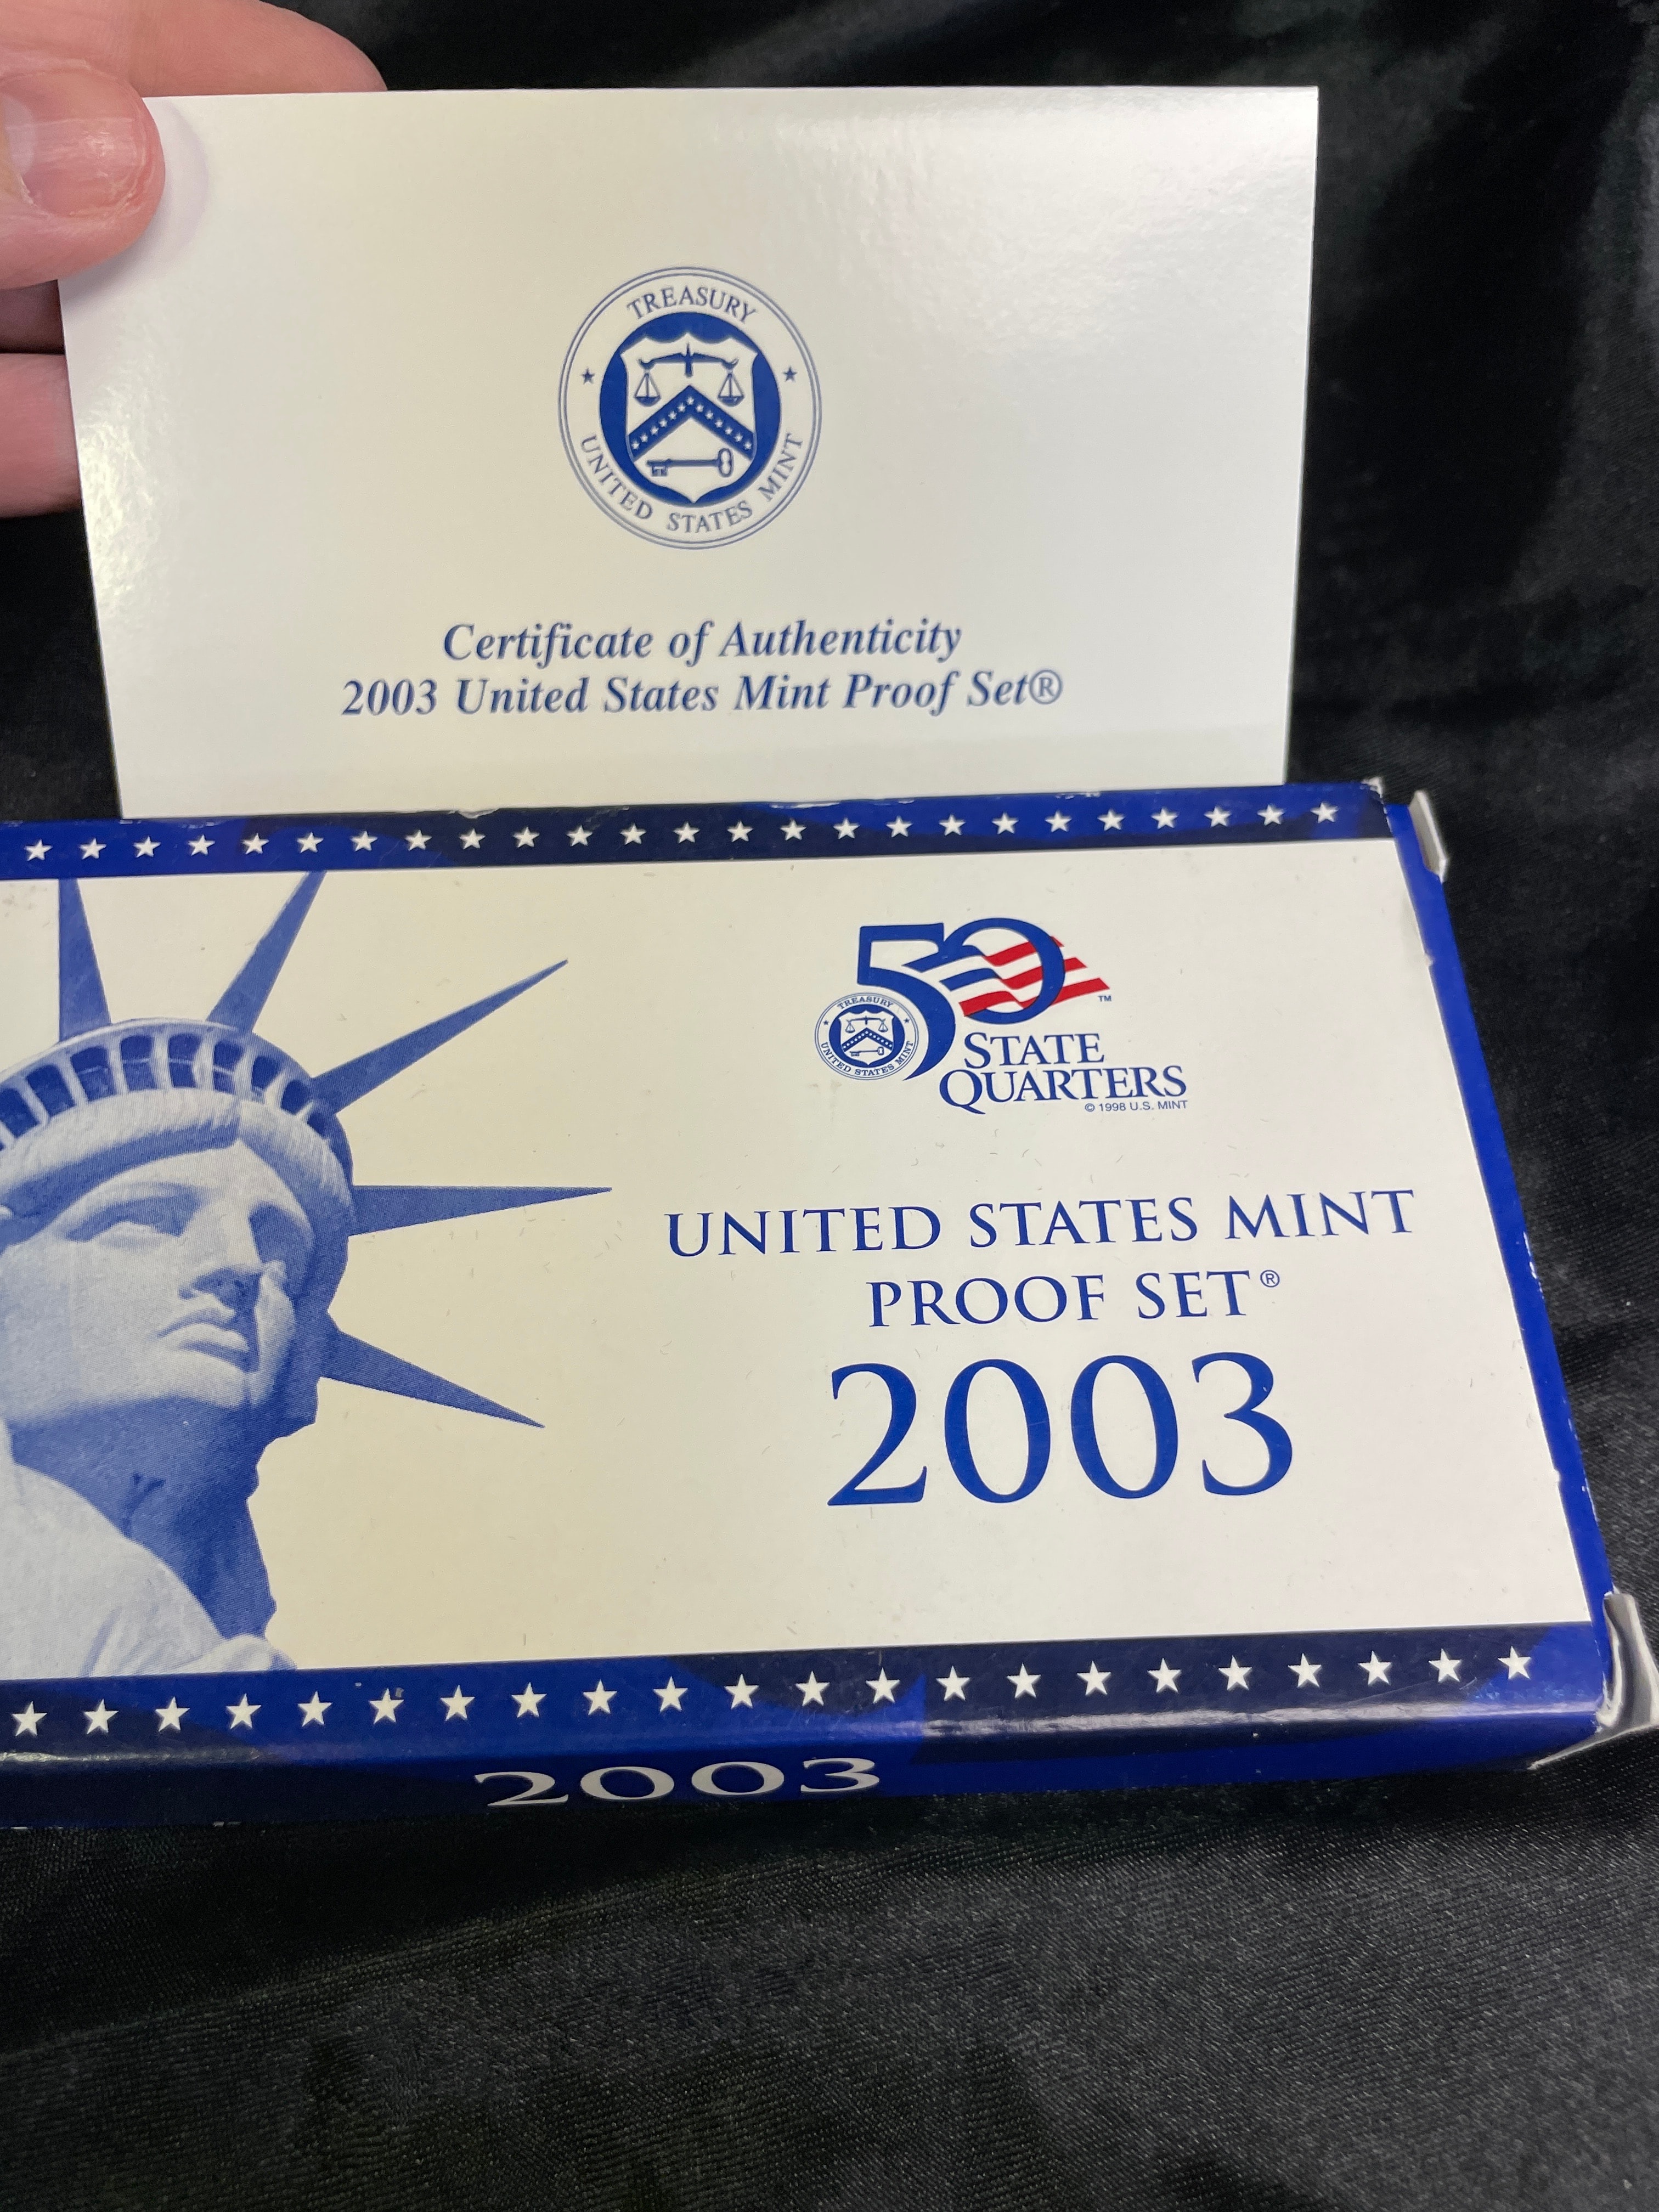 TREASURY
UNITED STATES MINT
Certificate of Authenticity
2003 United States Mint Proof Set®
50
TM
TREASURY
UNITED STATES MINT
STATE
QUARTERS
© 1998 U.S. MINT
UNITED STATES MINT
PROOF SET®
2003
2003